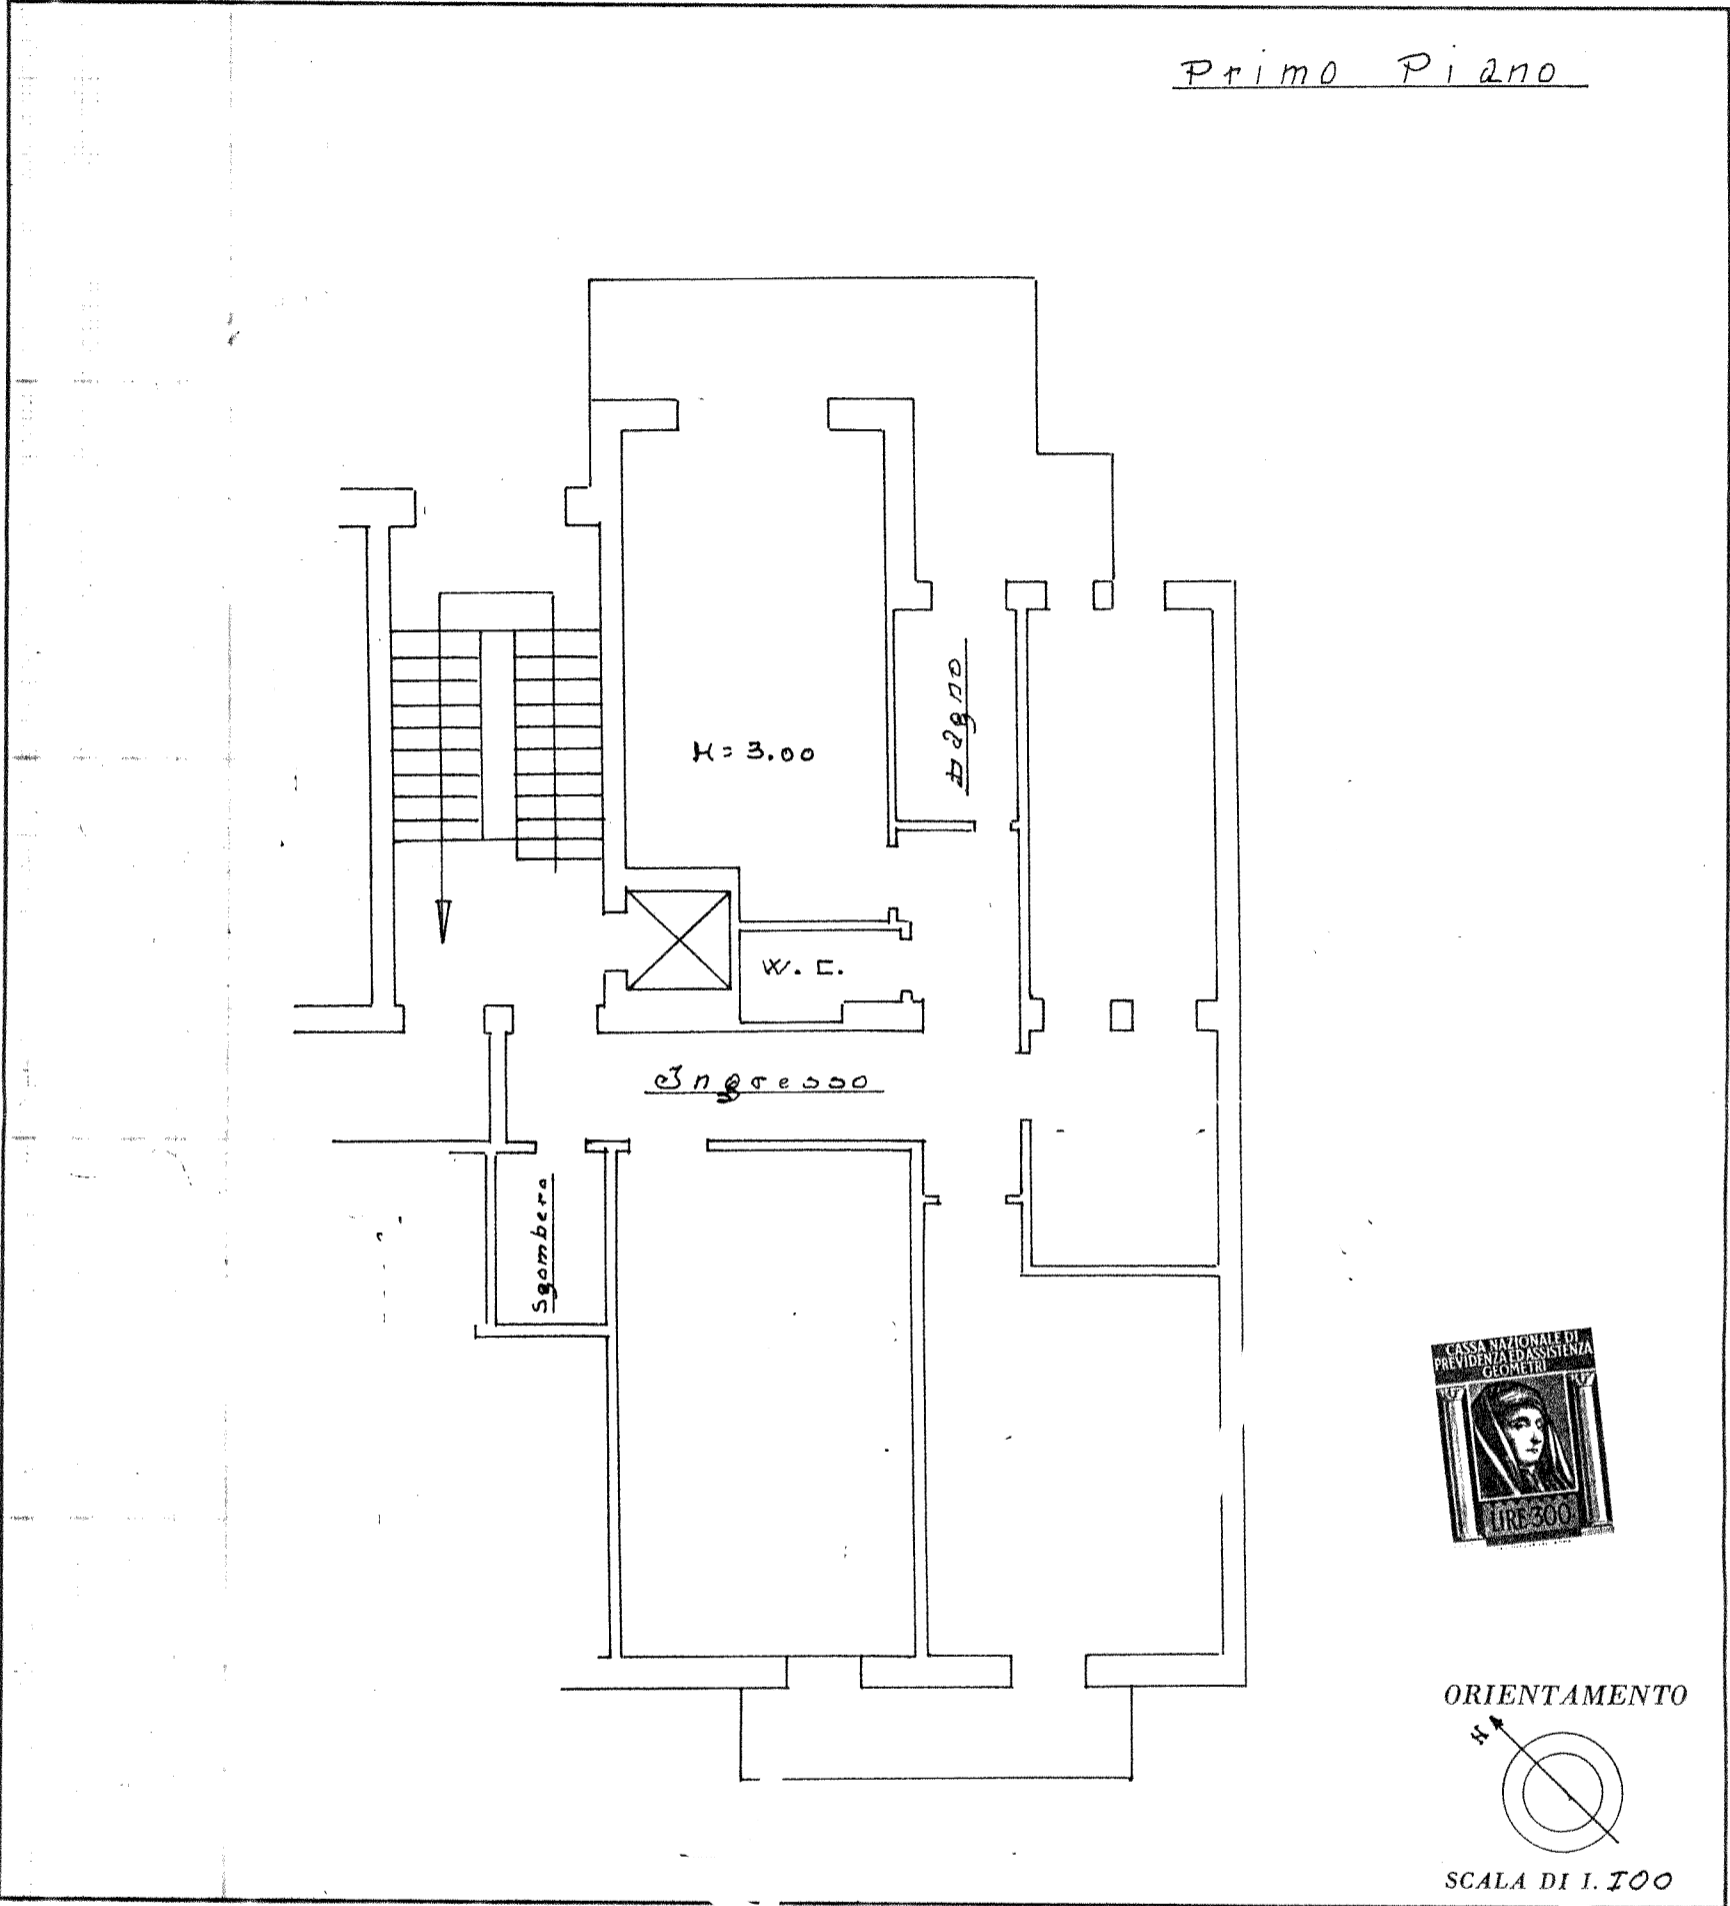 Primo Piano
bagno
H = 3.00
W. C.
Ingresso
Sgombero
CASSA NAZIONALE DI
PREVIDENZA ED ASSISTENZA
GEOMETRI
LIRE 300
ORIENTAMENTO
N
SCALA DI 1. 100